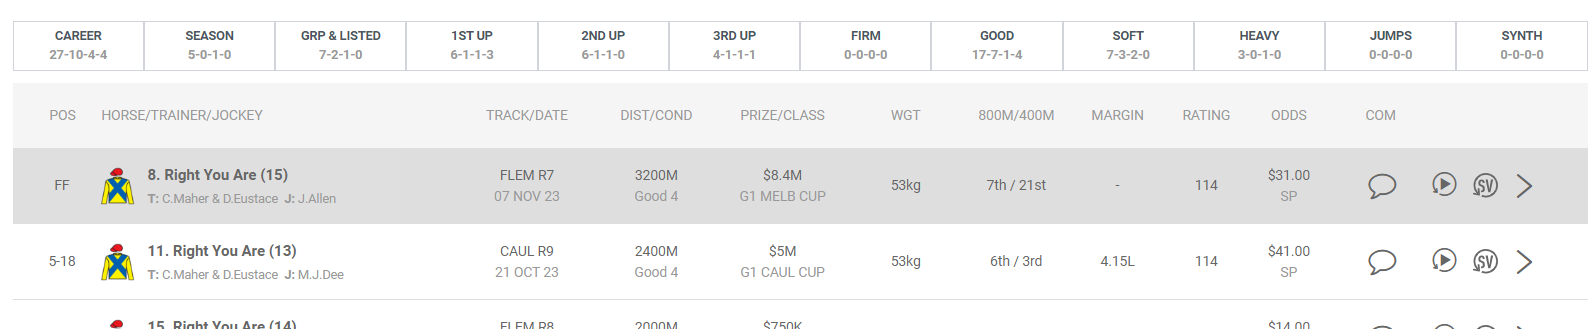 CAREER SEASON GRP & LISTED 1ST UP 2ND UP 3RD UP FIRM GOOD SOFT HEAVY JUMPS SYNTH
27-10-4-4 5-0-1-0 7-2-1-0 6-1-1-3 6-1-1-0 4-1-1-1 0-0-0-0 17-7-1-4 7-3-2-0 3-0-1-0 0-0-0-0 0-0-0-0
POS HORSE/TRAINER/JOCKEY TRACK/DATE DIST/COND PRIZE/CLASS WGT 800M/400M MARGIN RATING ODDS COM
FF 8. Right You Are (15) FLEM R7 3200M $8.4M 53kg 7th / 21st - 114 $31.00 SV
T: C.Maher & D.Eustace J: J.Allen 07 NOV 23 Good 4 G1 MELB CUP SP
5-18 11. Right You Are (13) CAUL R9 2400M $5M 53kg 6th / 3rd 4.15L 114 $41.00 SV
T: C.Maher & D.Eustace J: M.J.Dee 21 OCT 23 Good 4 G1 CAUL CUP SP
15. Right You Are (14) FLEM R8 2000M $750K $14.00